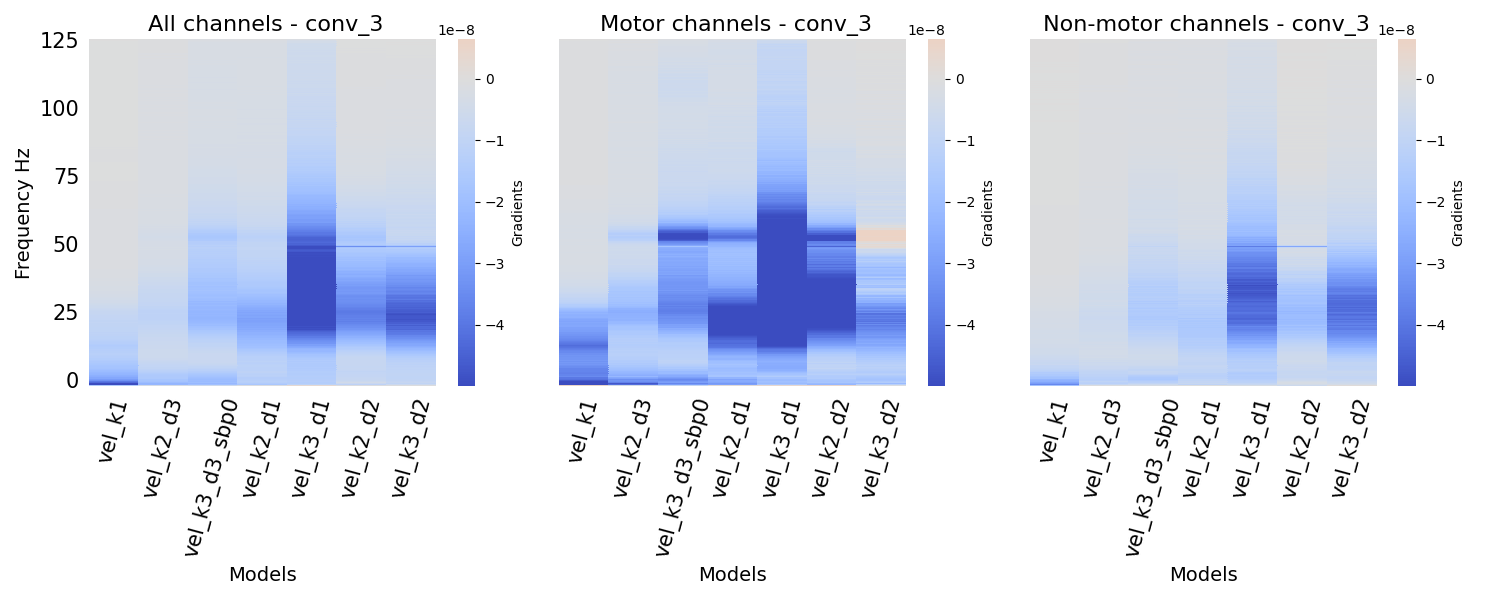 All channels - conv_3
Motor channels - conv_3
Non-motor channels - conv_3
1e−8
1e−8
1e−8
125
100
75
50
25
0
Frequency Hz
0
−1
−2
−3
−4
Gradients
0
−1
−2
−3
−4
Gradients
0
−1
−2
−3
−4
Gradients
vel_k1
vel_k2_d3
vel_k3_d3_sbp0
vel_k2_d1
vel_k3_d1
vel_k2_d2
vel_k3_d2
vel_k1
vel_k2_d3
vel_k3_d3_sbp0
vel_k2_d1
vel_k3_d1
vel_k2_d2
vel_k3_d2
vel_k1
vel_k2_d3
vel_k3_d3_sbp0
vel_k2_d1
vel_k3_d1
vel_k2_d2
vel_k3_d2
Models
Models
Models